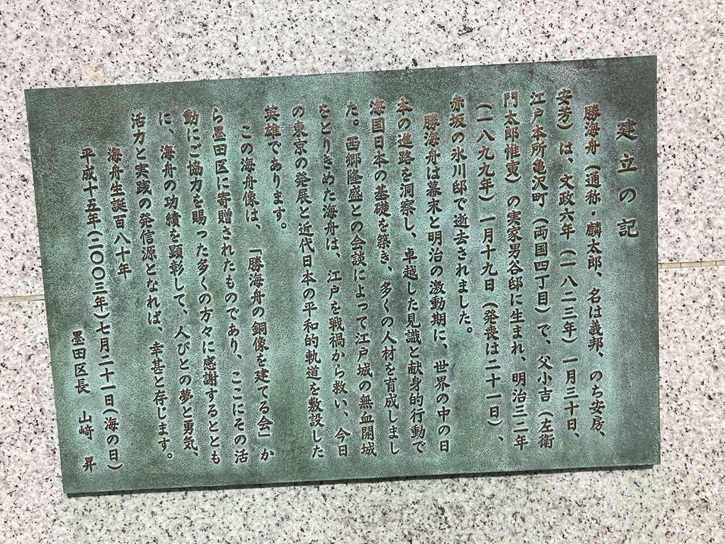 建立の記
勝海舟（通称・麟太郎、名は義邦、のち安房、
安芳）は、文政六年（一八二三年）一月三十日、
江戸本所亀沢町（両国四丁目）で、父小吉（左衛
門太郎惟寅）の実家男谷邸に生まれ、明治三二年
（一八九九年）一月十九日（発喪は二十一日）、
赤坂の氷川邸で逝去されました。
勝海舟は幕末と明治の激動期に、世界の中の日
本の進路を洞察し、卓越した見識と献身的行動で
海国日本の基礎を築き、多くの人材を育成しまし
た。西郷隆盛との会談によって江戸城の無血開城
をとりきめた海舟は、江戸を戦禍から救い、今日
の東京の発展と近代日本の平和的軌道を敷設した
英雄であります。
この海舟像は、「勝海舟の銅像を建てる会」か
ら墨田区に寄贈されたものであり、ここにその活
動にご協力を賜った多くの方々に感謝するととも
に、海舟の功績を顕彰して、人びとの夢と勇気、
活力と実践の発信源となれば、幸甚と存じます。
海舟生誕百八十年
平成十五年（二〇〇三年）七月二十一日（海の日）
墨田区長 山﨑 昇